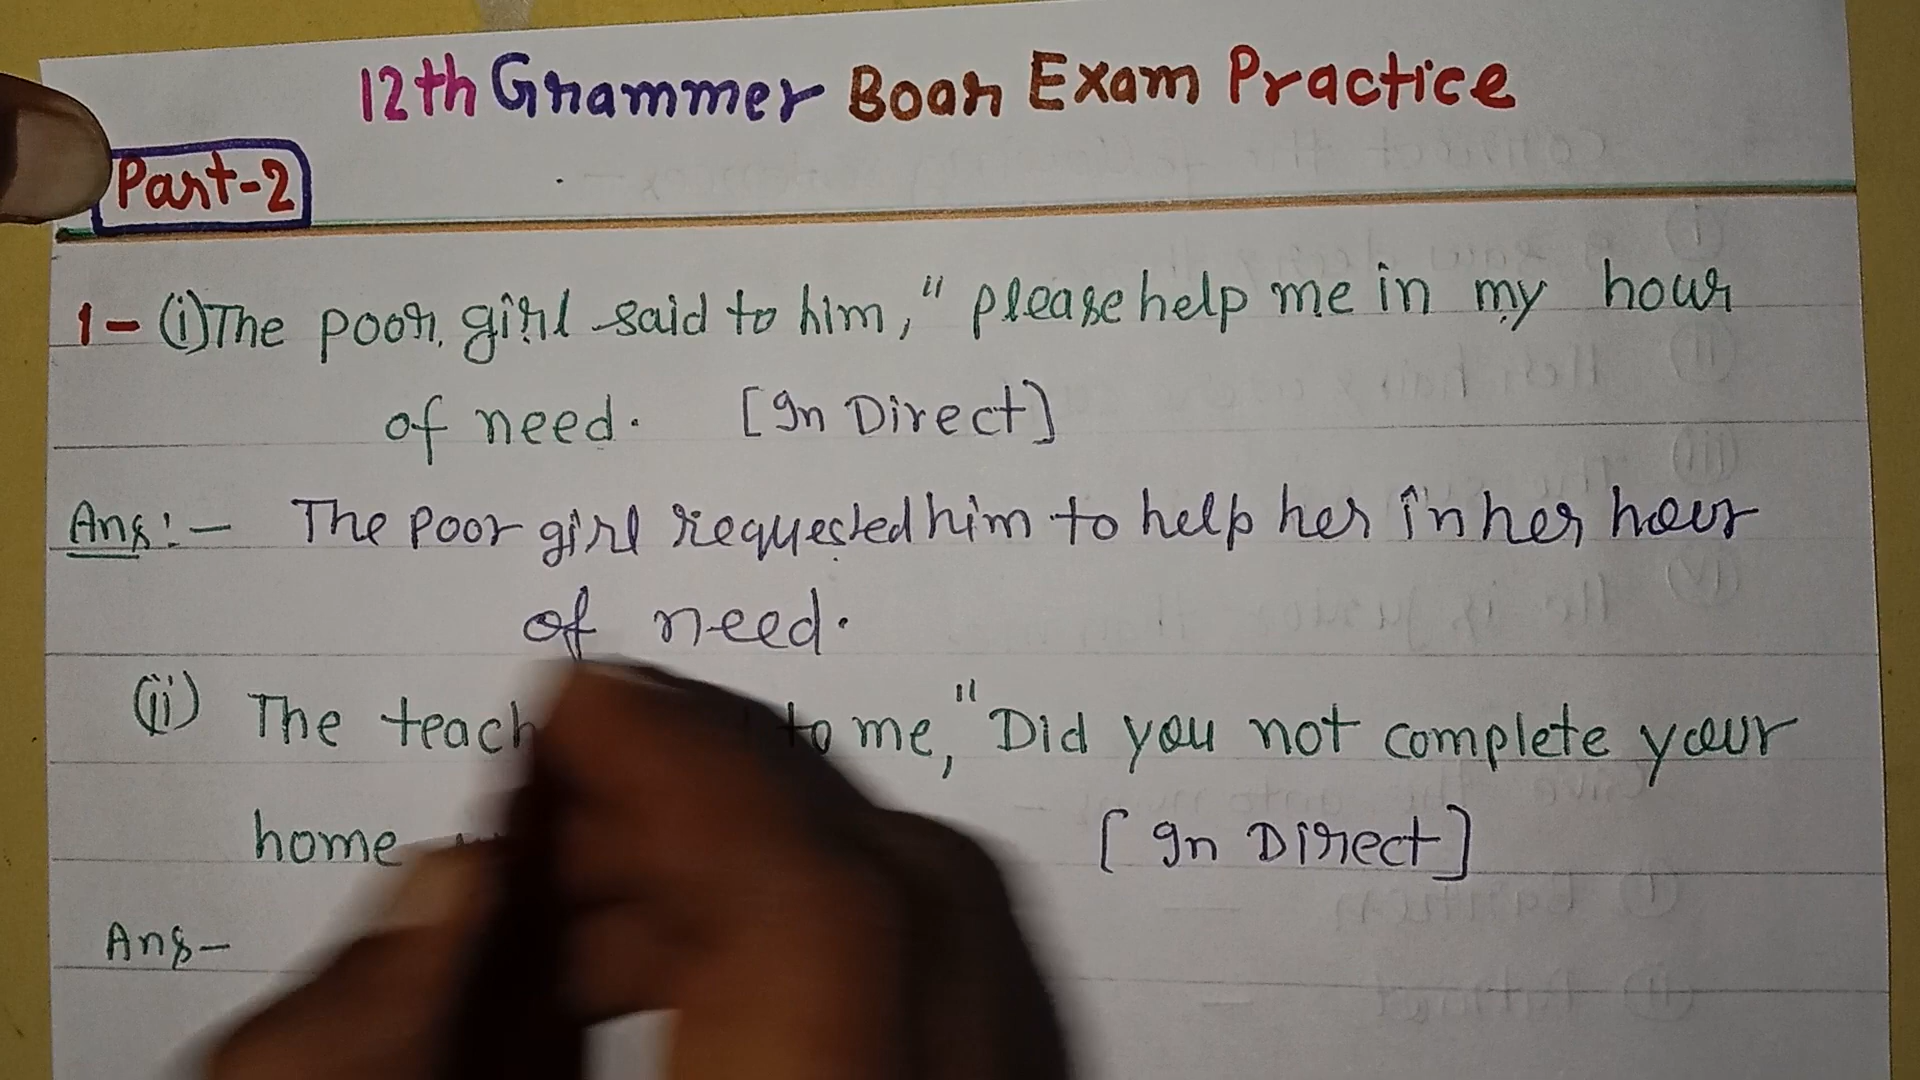 12th Grammer Boar Exam Practice
Part-2
1- (i) The poor girl said to him, " please help me in my hour
of need. [In Direct]
Ans:- The poor girl requested him to help her in her hour
of need.
(ii) The to me, "Did you not complete your
home [In Direct]
Ans-